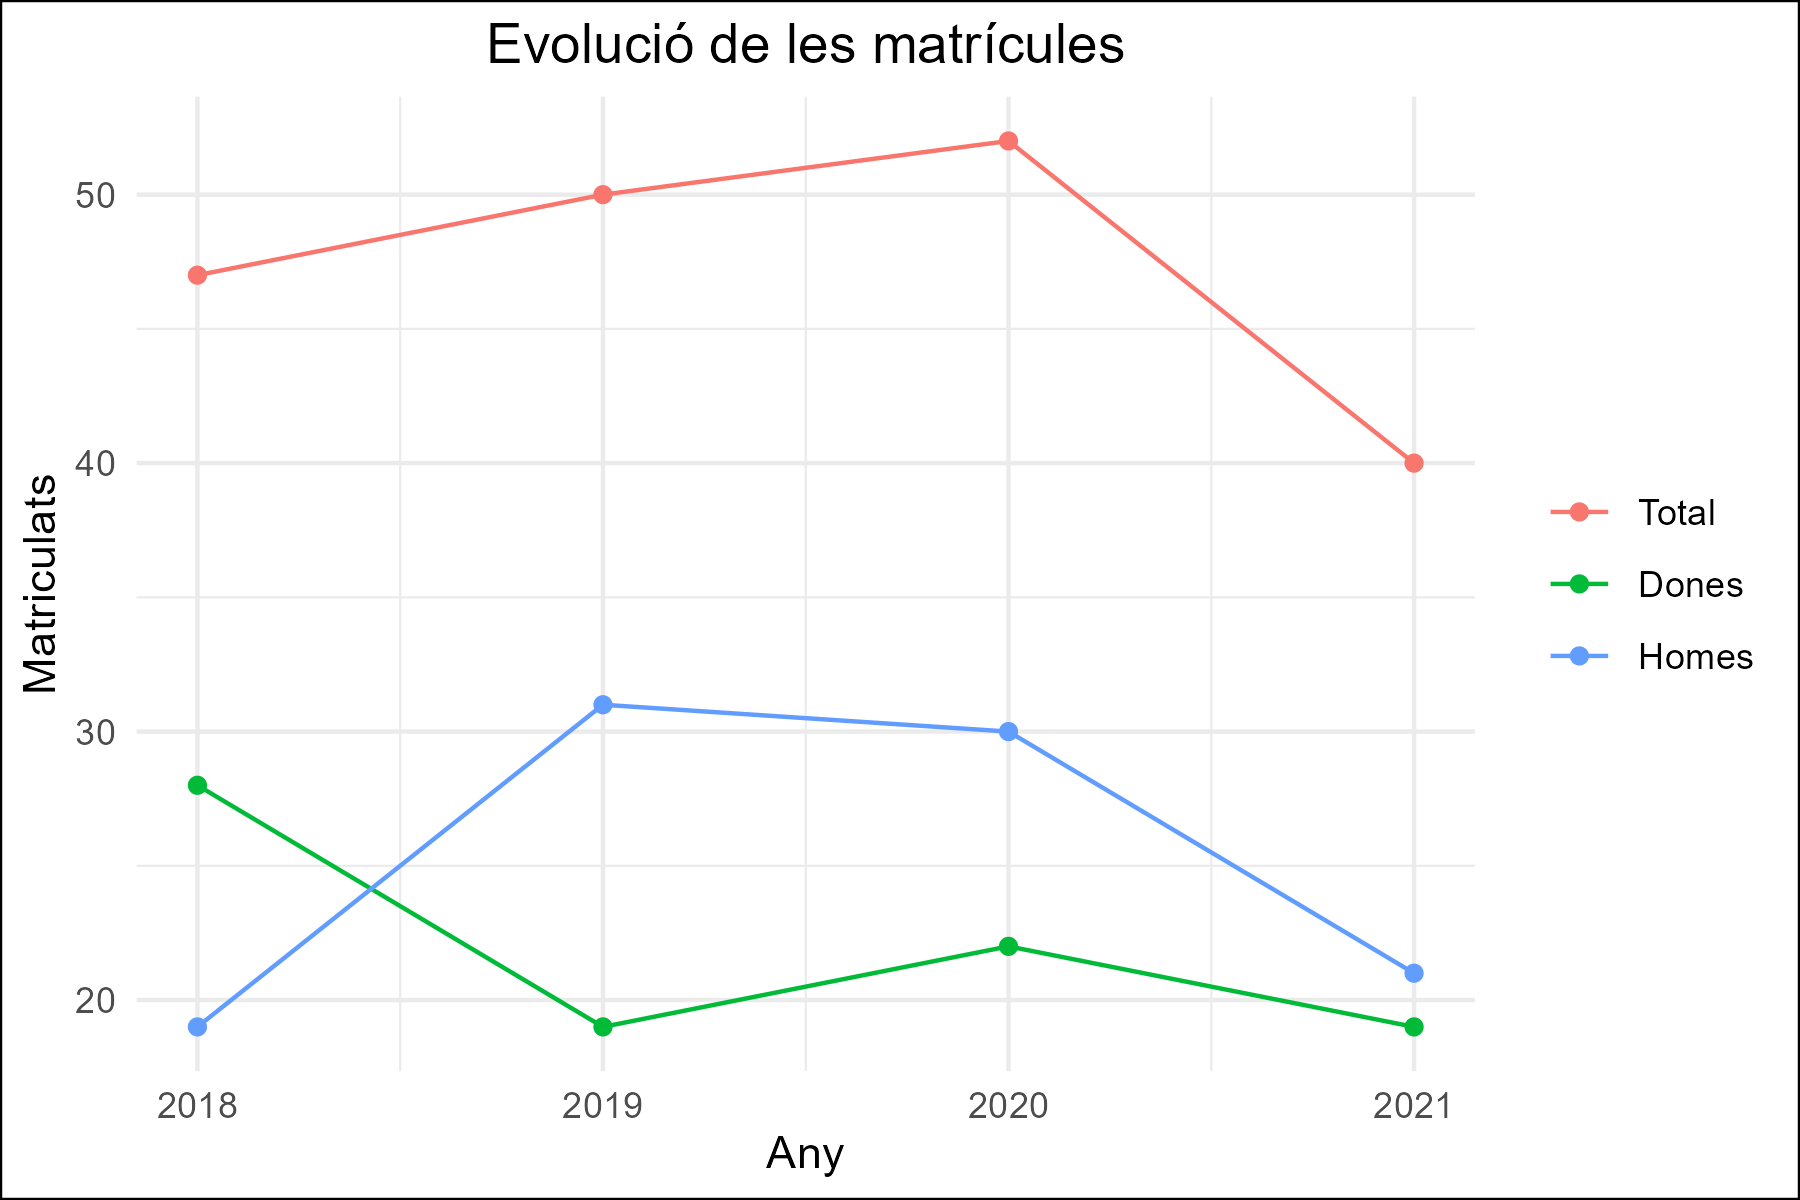 Evolució de les matrícules
Matriculats
50
40
30
20
2018
2019
2020
2021
Any
Total
Dones
Homes